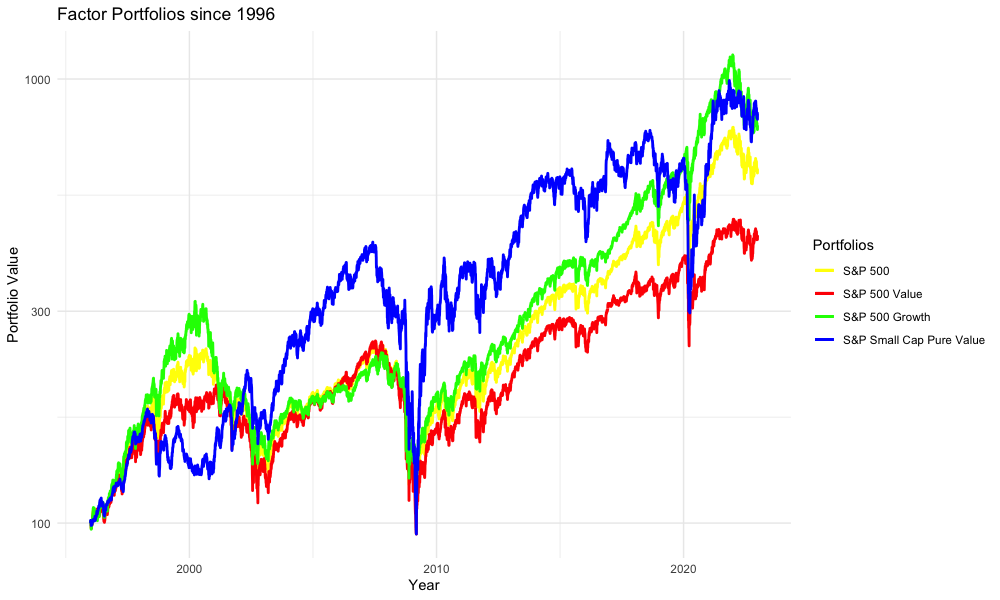 Factor Portfolios since 1996
Portfolio Value
1000
300
100
2000
2010
2020
Year
Portfolios
S&P 500
S&P 500 Value
S&P 500 Growth
S&P Small Cap Pure Value